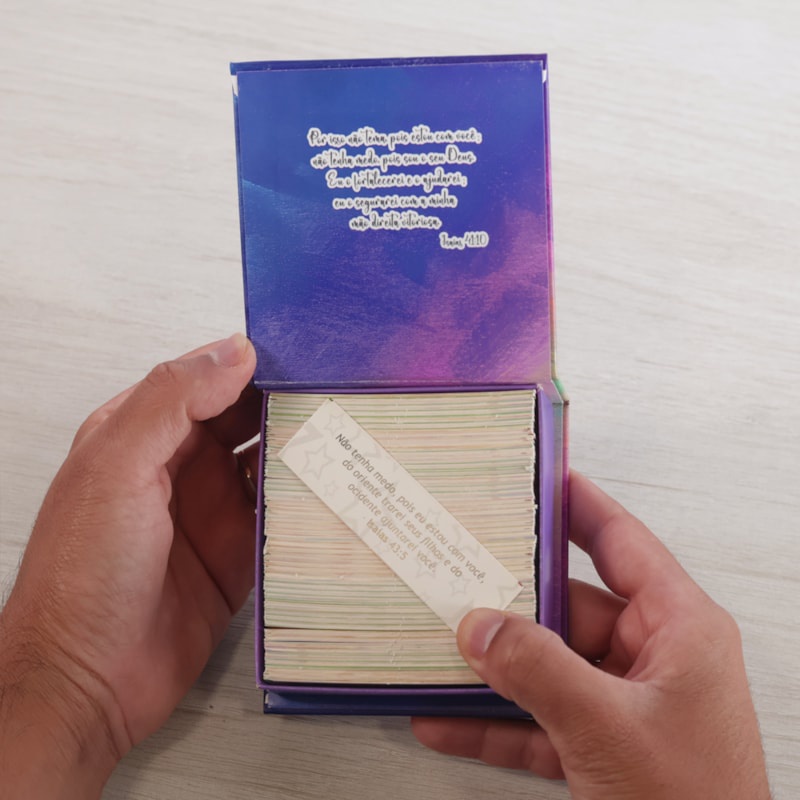 Por isso não tema, pois estou com você;
não tenha medo, pois sou o seu Deus.
Eu o fortalecerei e o ajudarei;
eu o segurarei com a minha
mão direita vitoriosa.
Isaías 41:10
Não tenha medo, pois eu estou com você,
do oriente trarei seus filhos e do
ocidente ajuntarei você.
Isaías 43:5